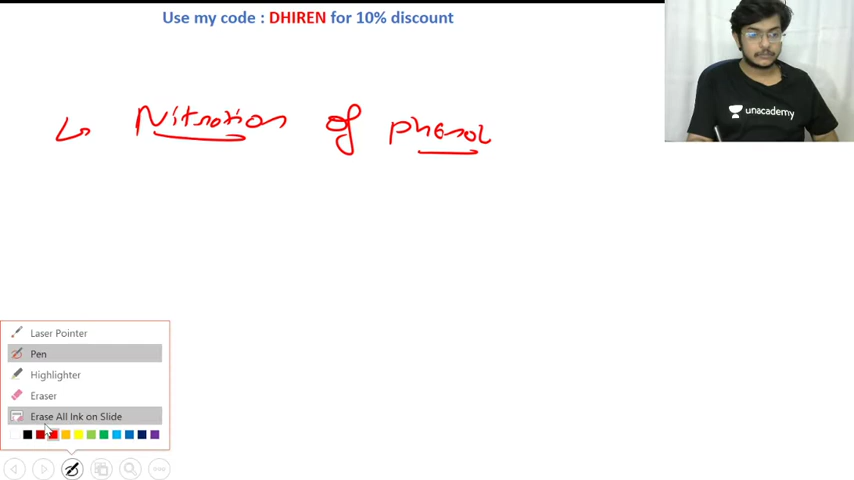 Use my code : DHIREN for 10% discount
unacademy
Nitration of phenol
Laser Pointer
Pen
Highlighter
Eraser
Erase All Ink on Slide